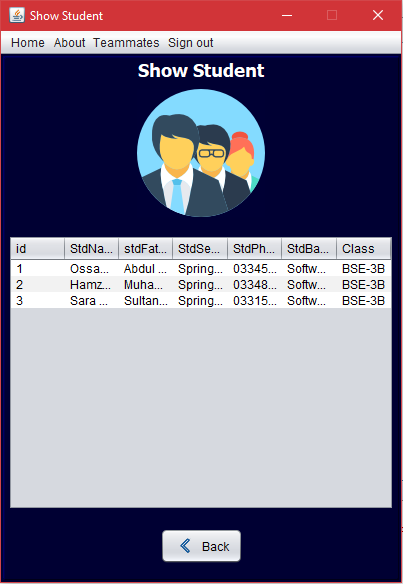 Show Student
Home About Teammates Sign out
Show Student
id StdNa... stdFat... StdSe... StdPh... StdBa... Class
1 Ossa... Abdul ... Spring... 03345... Softw... BSE-3B
2 Hamz... Muha... Spring... 03348... Softw... BSE-3B
3 Sara ... Sultan... Spring... 03315... Softw... BSE-3B
Back